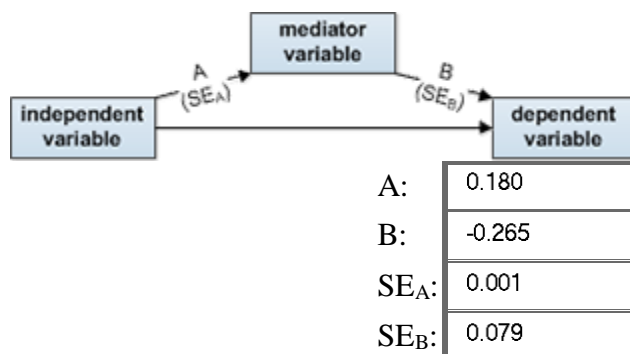 mediator
variable
A
(SEA)
B
(SEB)
independent
variable
dependent
variable
A: 0.180
B: -0.265
SEA: 0.001
SEB: 0.079